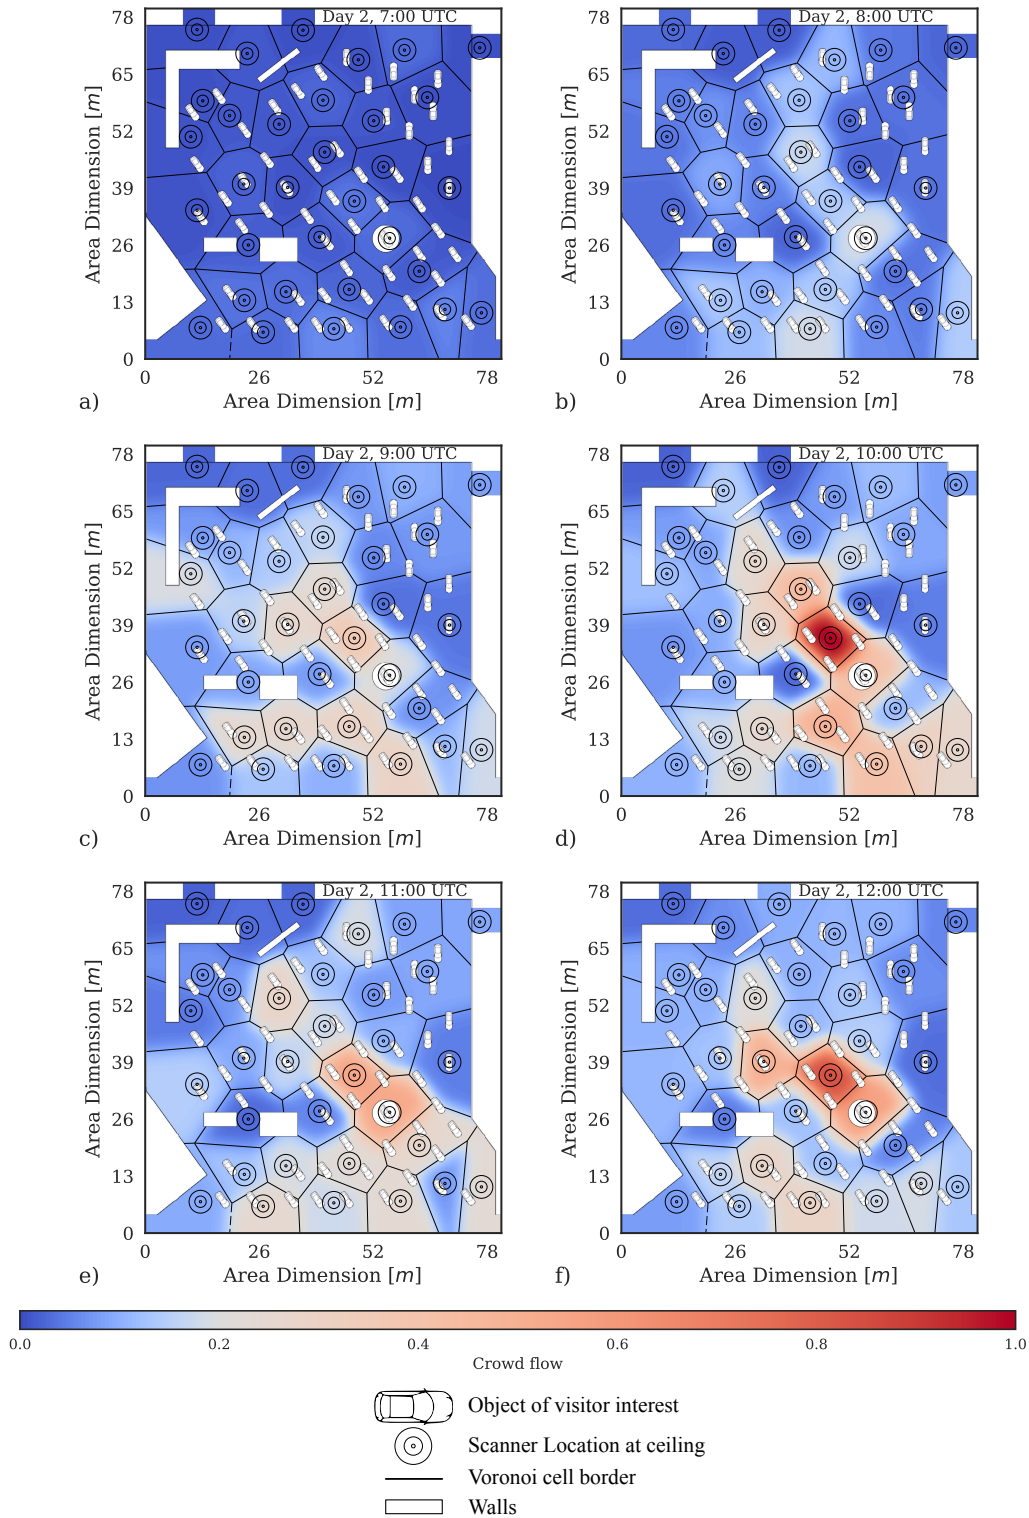 Day 2, 7:00 UTC
Day 2, 8:00 UTC
78
65
52
39
26
13
0
Area Dimension [m]
0 26 52 78
Area Dimension [m]
a)
78
65
52
39
26
13
0
Area Dimension [m]
0 26 52 78
Area Dimension [m]
b)
Day 2, 9:00 UTC
Day 2, 10:00 UTC
78
65
52
39
26
13
0
Area Dimension [m]
0 26 52 78
Area Dimension [m]
c)
78
65
52
39
26
13
0
Area Dimension [m]
0 26 52 78
Area Dimension [m]
d)
Day 2, 11:00 UTC
Day 2, 12:00 UTC
78
65
52
39
26
13
0
Area Dimension [m]
0 26 52 78
Area Dimension [m]
e)
78
65
52
39
26
13
0
Area Dimension [m]
0 26 52 78
Area Dimension [m]
f)
0.0 0.2 0.4 0.6 0.8 1.0
Crowd flow
Object of visitor interest
Scanner Location at ceiling
Voronoi cell border
Walls